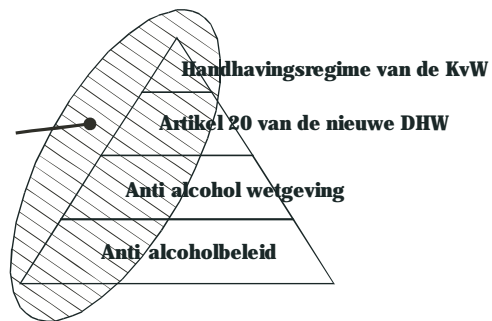 Handhavingsregime van de KvW
Artikel 20 van de nieuwe DHW
Anti alcohol wetgeving
Anti alcoholbeleid